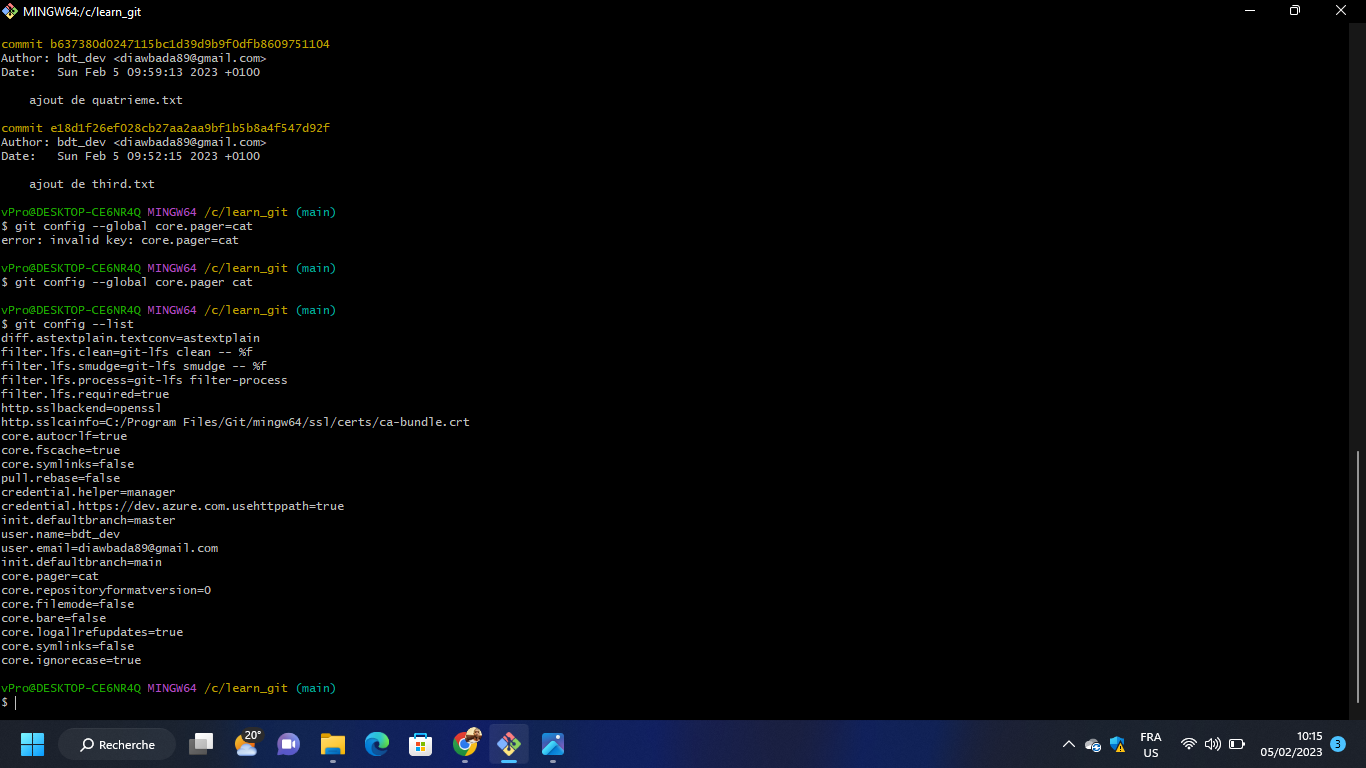 MINGW64:/c/learn_git
commit b637380d0247115bc1d39d9b9f0dfb8609751104
Author: bdt_dev <diawbada89@gmail.com>
Date:   Sun Feb 5 09:59:13 2023 +0100
    ajout de quatrieme.txt
commit e18d1f26ef028cb27aa2aa9bf1b5b8a4f547d92f
Author: bdt_dev <diawbada89@gmail.com>
Date:   Sun Feb 5 09:52:15 2023 +0100
    ajout de third.txt
vPro@DESKTOP-CE6NR4Q MINGW64 /c/learn_git (main)
$ git config --global core.pager=cat
error: invalid key: core.pager=cat
vPro@DESKTOP-CE6NR4Q MINGW64 /c/learn_git (main)
$ git config --global core.pager cat
vPro@DESKTOP-CE6NR4Q MINGW64 /c/learn_git (main)
$ git config --list
diff.astextplain.textconv=astextplain
filter.lfs.clean=git-lfs clean -- %f
filter.lfs.smudge=git-lfs smudge -- %f
filter.lfs.process=git-lfs filter-process
filter.lfs.required=true
http.sslbackend=openssl
http.sslcainfo=C:/Program Files/Git/mingw64/ssl/certs/ca-bundle.crt
core.autocrlf=true
core.fscache=true
core.symlinks=false
pull.rebase=false
credential.helper=manager
credential.https://dev.azure.com.usehttppath=true
init.defaultbranch=master
user.name=bdt_dev
user.email=diawbada89@gmail.com
init.defaultbranch=main
core.pager=cat
core.repositoryformatversion=0
core.filemode=false
core.bare=false
core.logallrefupdates=true
core.symlinks=false
core.ignorecase=true
vPro@DESKTOP-CE6NR4Q MINGW64 /c/learn_git (main)
$
Recherche
20°
FRA
US
10:15
05/02/2023
3